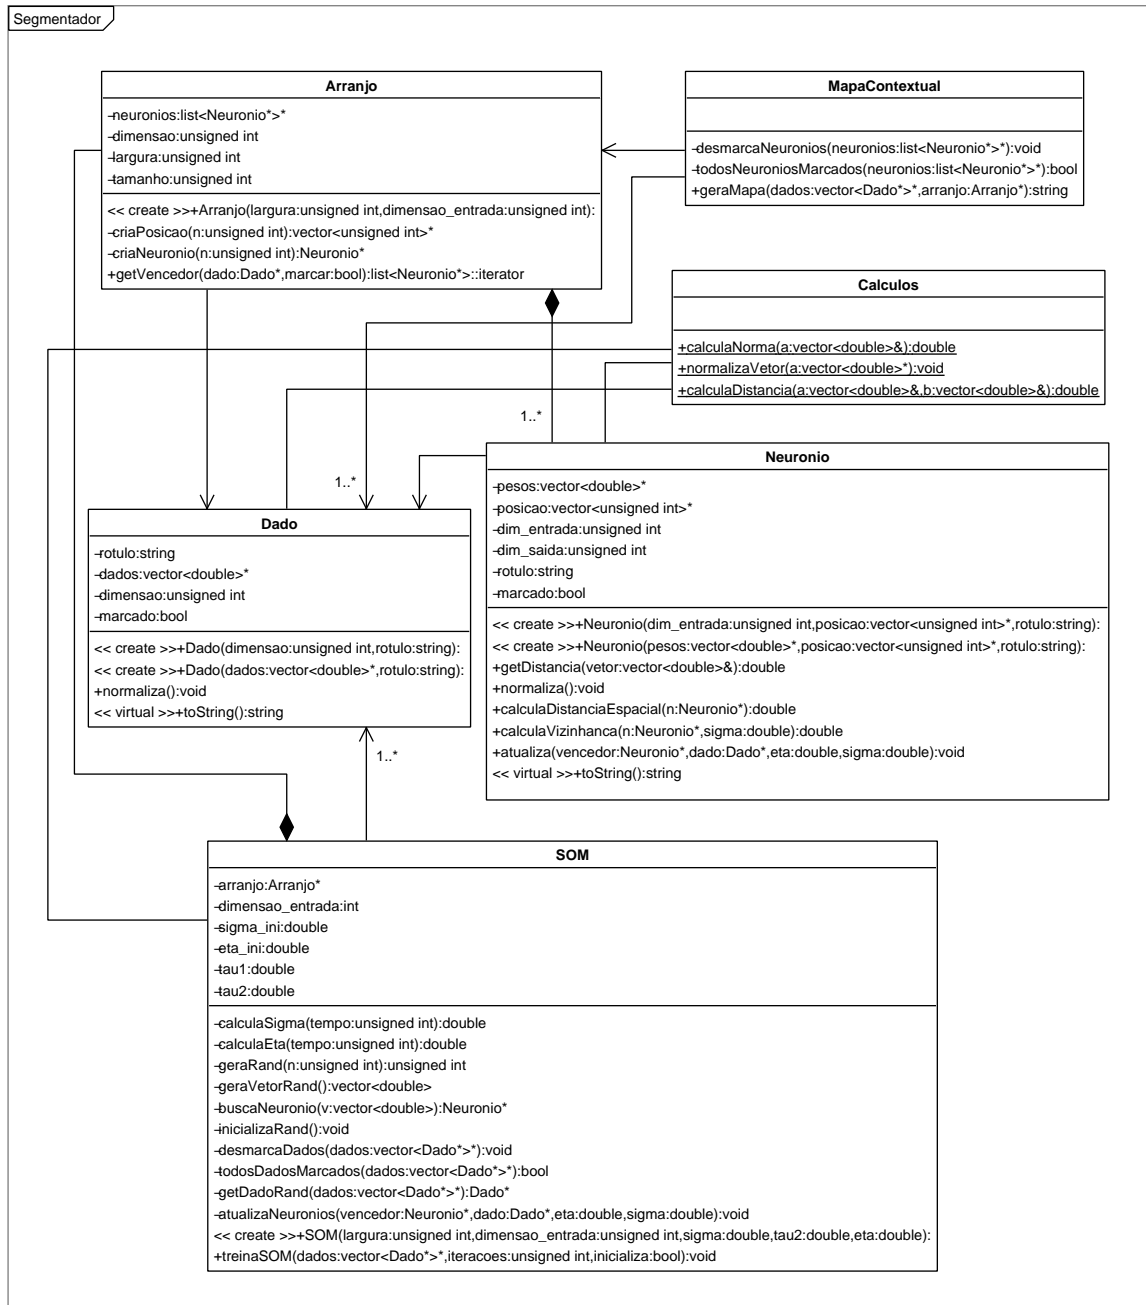 Segmentador
Arranjo
-neuronios:list<Neuronio*>*
-dimensao:unsigned int
-largura:unsigned int
-tamanho:unsigned int
<< create >>+Arranjo(largura:unsigned int,dimensao_entrada:unsigned int):
-criaPosicao(n:unsigned int):vector<unsigned int>*
-criaNeuronio(n:unsigned int):Neuronio*
+getVencedor(dado:Dado*,marcar:bool):list<Neuronio*>::iterator
MapaContextual
-desmarcaNeuronios(neuronios:list<Neuronio*>*):void
-todosNeuroniosMarcados(neuronios:list<Neuronio*>*):bool
+geraMapa(dados:vector<Dado*>*,arranjo:Arranjo*):string
Calculos
+calculaNorma(a:vector<double>&):double
+normalizaVetor(a:vector<double>*):void
+calculaDistancia(a:vector<double>&,b:vector<double>&):double
1..*
1..*
Neuronio
-pesos:vector<double>*
-posicao:vector<unsigned int>*
-dim_entrada:unsigned int
-dim_saida:unsigned int
-rotulo:string
-marcado:bool
<< create >>+Neuronio(dim_entrada:unsigned int,posicao:vector<unsigned int>*,rotulo:string):
<< create >>+Neuronio(pesos:vector<double>*,posicao:vector<unsigned int>*,rotulo:string):
+getDistancia(vetor:vector<double>&):double
+normaliza():void
+calculaDistanciaEspacial(n:Neuronio*):double
+calculaVizinhanca(n:Neuronio*,sigma:double):double
+atualiza(vencedor:Neuronio*,dado:Dado*,eta:double,sigma:double):void
<< virtual >>+toString():string
Dado
-rotulo:string
-dados:vector<double>*
-dimensao:unsigned int
-marcado:bool
<< create >>+Dado(dimensao:unsigned int,rotulo:string):
<< create >>+Dado(dados:vector<double>*,rotulo:string):
+normaliza():void
<< virtual >>+toString():string
1..*
SOM
-arranjo:Arranjo*
-dimensao_entrada:int
-sigma_ini:double
-eta_ini:double
-tau1:double
-tau2:double
-calculaSigma(tempo:unsigned int):double
-calculaEta(tempo:unsigned int):double
-geraRand(n:unsigned int):unsigned int
-geraVetorRand():vector<double>
-buscaNeuronio(v:vector<double>):Neuronio*
-inicializaRand():void
-desmarcaDados(dados:vector<Dado*>*):void
-todosDadosMarcados(dados:vector<Dado*>*):bool
-getDadoRand(dados:vector<Dado*>*):Dado*
-atualizaNeuronios(vencedor:Neuronio*,dado:Dado*,eta:double,sigma:double):void
<< create >>+SOM(largura:unsigned int,dimensao_entrada:unsigned int,sigma:double,tau2:double,eta:double):
+treinaSOM(dados:vector<Dado*>*,iteracoes:unsigned int,inicializa:bool):void